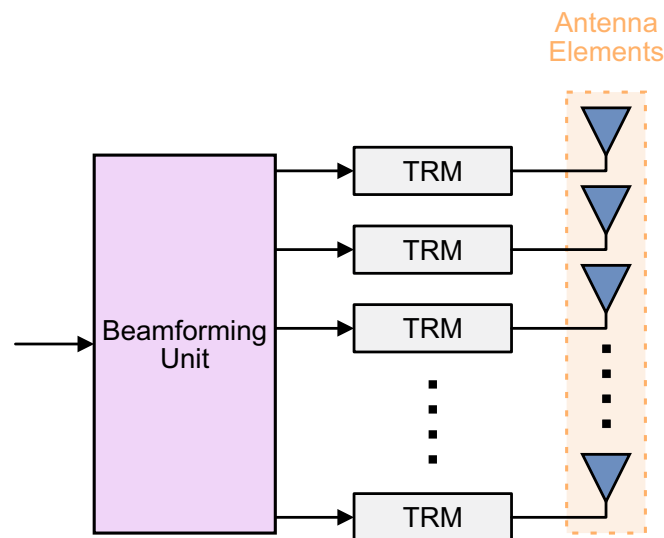 Antenna
Elements
TRM
TRM
Beamforming
Unit
TRM
TRM